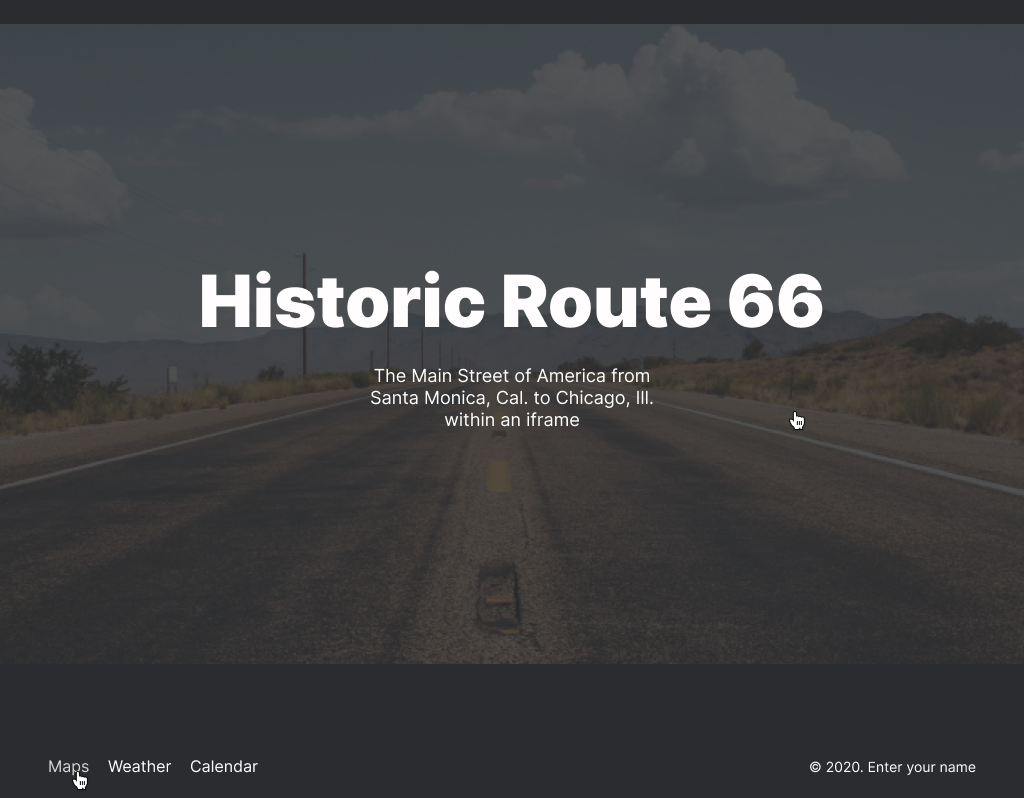 Historic Route 66
The Main Street of America from
Santa Monica, Cal. to Chicago, Ill.
within an iframe
Maps Weather Calendar
© 2020. Enter your name